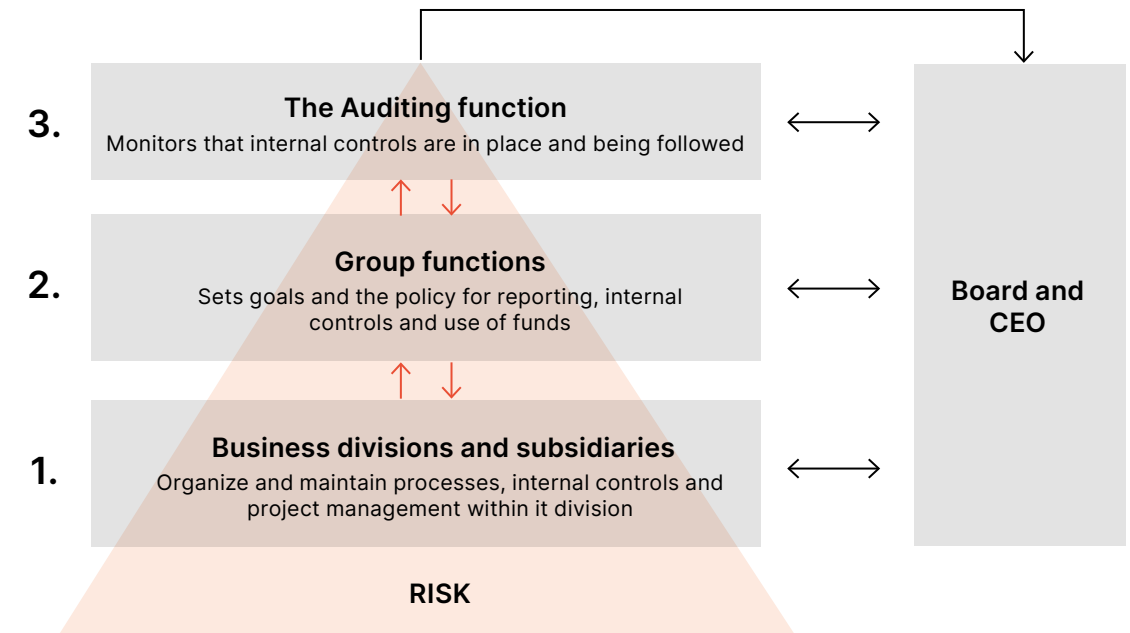 3.
The Auditing function
Monitors that internal controls are in place and being followed
2.
Group functions
Sets goals and the policy for reporting, internal
controls and use of funds
1.
Business divisions and subsidiaries
Organize and maintain processes, internal controls and
project management within it division
RISK
Board and
CEO